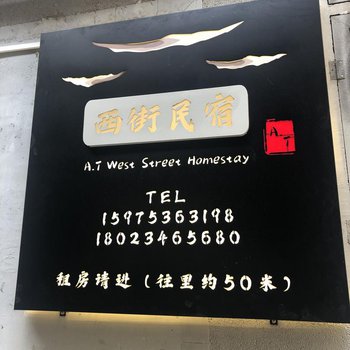 西街民宿
A.T
A.T West Street Homestay
TEL
15975363198
18023465680
租房请进（往里约50米）